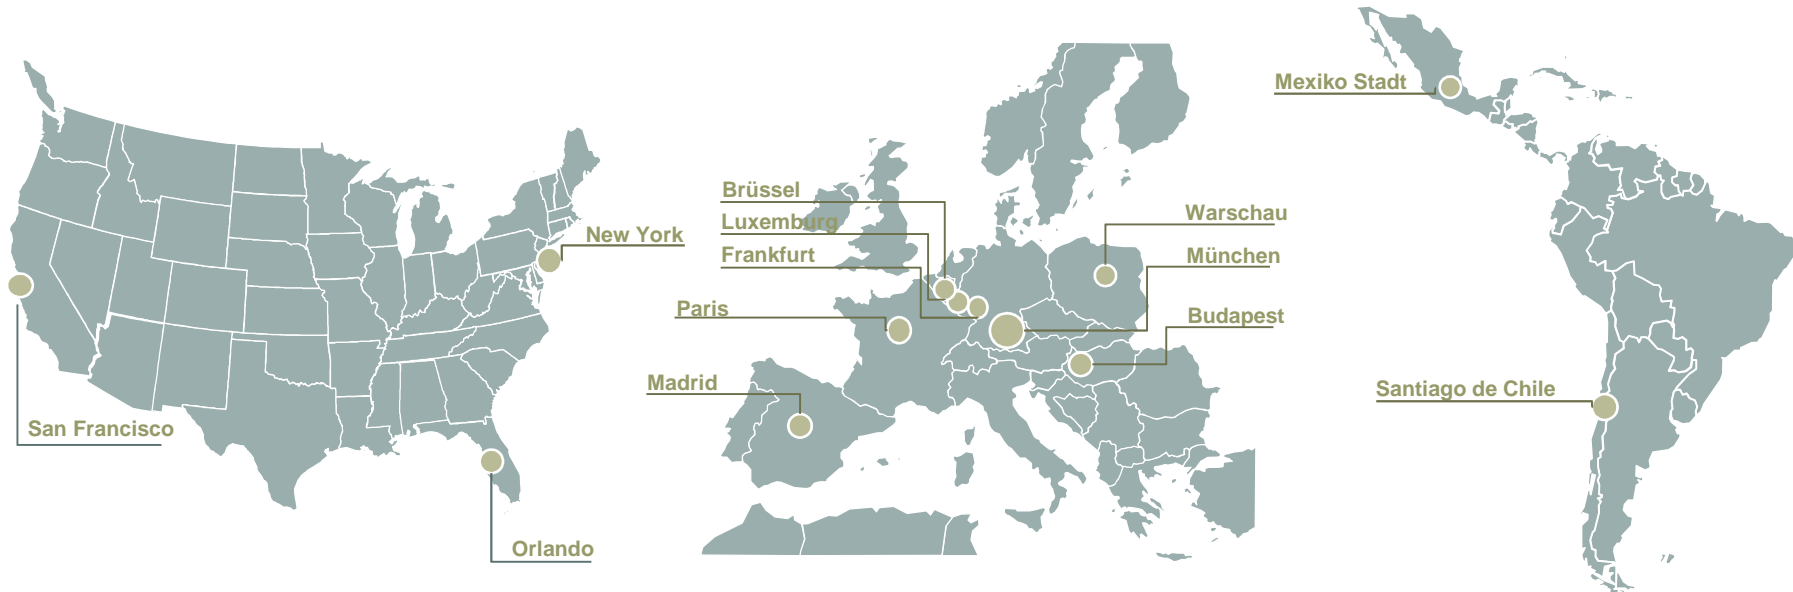 San Francisco
New York
Orlando
Brüssel
Luxemburg
Frankfurt
Paris
Madrid
Warschau
München
Budapest
Mexiko Stadt
Santiago de Chile